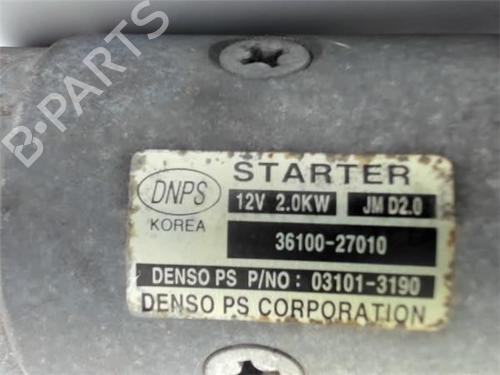 B-PARTS
DNPS
KOREA
STARTER
12V 2.0KW JM D2.0
36100-27010
DENSO PS P/NO : 03101-3190
DENSO PS CORPORATION